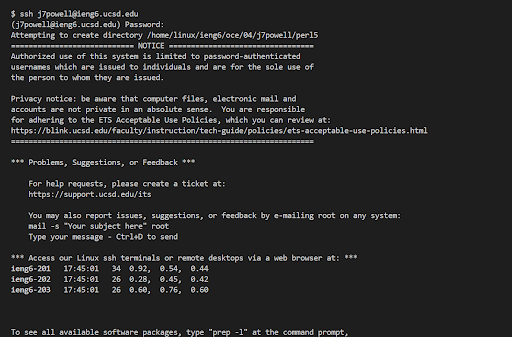 $ ssh j7powell@ieng6.ucsd.edu
(j7powell@ieng6.ucsd.edu) Password:
Attempting to create directory /home/linux/ieng6/oce/04/j7powell/perl5
============================ NOTICE =================================
Authorized use of this system is limited to password-authenticated
usernames which are issued to individuals and are for the sole use of
the person to whom they are issued.

Privacy notice: be aware that computer files, electronic mail and
accounts are not private in an absolute sense.  You are responsible
for adhering to the ETS Acceptable Use Policies, which you can review at:
https://blink.ucsd.edu/faculty/instruction/tech-guide/policies/ets-acceptable-use-policies.html
=====================================================================

*** Problems, Suggestions, or Feedback ***

    For help requests, please create a ticket at:
    https://support.ucsd.edu/its

    You may also report issues, suggestions, or feedback by e-mailing root on any system:
    mail -s "Your subject here" root
    Type your message - Ctrl+D to send

*** Access our Linux ssh terminals or remote desktops via a web browser at: ***
ieng6-201   17:45:01   34  0.92,  0.54,  0.44
ieng6-202   17:45:01   26  0.28,  0.45,  0.42
ieng6-203   17:45:01   26  0.60,  0.76,  0.60

To see all available software packages, type "prep -l" at the command prompt,